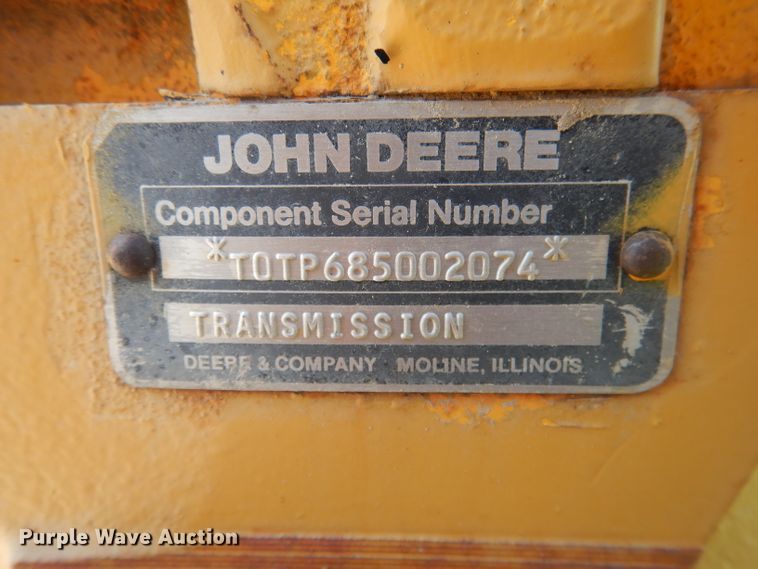 JOHN DEERE
Component Serial Number
*T0TP685002074*
TRANSMISSION
DEERE & COMPANY MOLINE, ILLINOIS
Purple Wave Auction